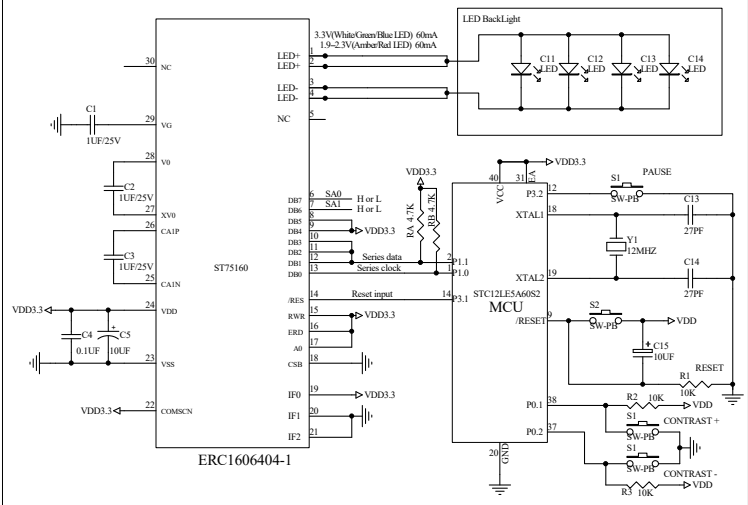 3.3V(White/Green/Blue LED) 60mA
1.9~2.3V(Amber/Red LED) 60mA
LED BackLight
C11
LED
C12
LED
C13
LED
C14
LED
30
NC
LED+
1
LED+
2
LED-
3
LED-
4
NC
5
C1
1UF/25V
29
VG
28
V0
C2
1UF/25V
27
XV0
26
CA1P
C3
1UF/25V
25
CA1N
VDD3.3
24
VDD
C4
0.1UF
+
C5
10UF
23
VSS
VDD3.3
22
COMSCN
ST75160
DB7
6
SA0
H or L
DB6
7
SA1
H or L
DB5
8
DB4
9
VDD3.3
DB3
10
DB2
11
DB1
12
Series data
DB0
13
Series clock
/RES
14
Reset input
RWR
15
VDD3.3
ERD
16
A0
17
CSB
18
IF0
19
VDD3.3
IF1
20
IF2
21
ERC1606404-1
VDD3.3
RA 4.7K
RB 4.7K
40
VCC
31
EA
VDD3.3
2
P1.1
1
P1.0
14
P3.1
STC12LE5A60S2
MCU
P3.2
12
S1
SW-PB
PAUSE
XTAL1
18
C13
27PF
Y1
12MHZ
XTAL2
19
C14
27PF
/RESET
9
S2
SW-PB
VDD
+
C15
10UF
RESET
R1
10K
P0.1
38
R2
10K
VDD
S1
SW-PB
CONTRAST +
P0.2
37
S1
SW-PB
CONTRAST -
R3
10K
VDD
20
GND